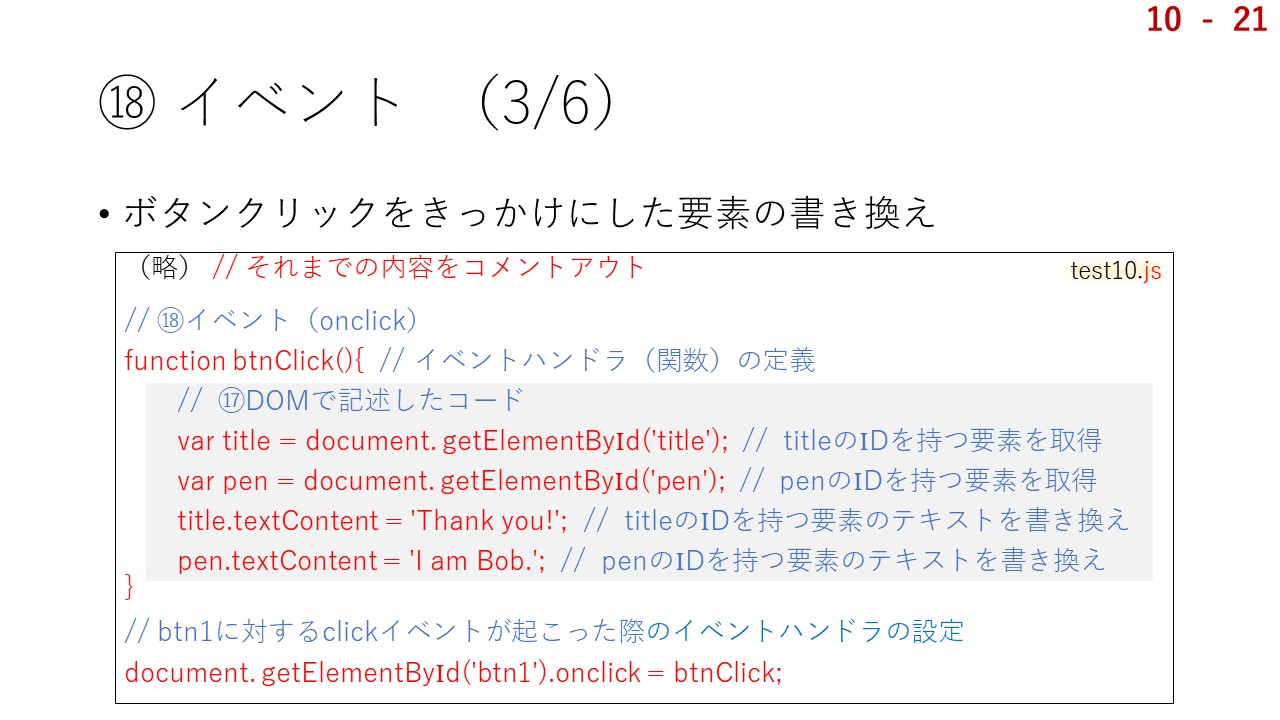 10 - 21
⑱ イベント （3/6）
• ボタンクリックをきっかけにした要素の書き換え
（略） // それまでの内容をコメントアウト
test10.js
// ⑱イベント（onclick）
function btnClick(){ // イベントハンドラ（関数）の定義
// ⑰DOMで記述したコード
var title = document. getElementById('title'); // titleのIDを持つ要素を取得
var pen = document. getElementById('pen'); // penのIDを持つ要素を取得
title.textContent = 'Thank you!'; // titleのIDを持つ要素のテキストを書き換え
pen.textContent = 'I am Bob.'; // penのIDを持つ要素のテキストを書き換え
}
// btn1に対するclickイベントが起こった際のイベントハンドラの設定
document. getElementById('btn1').onclick = btnClick;